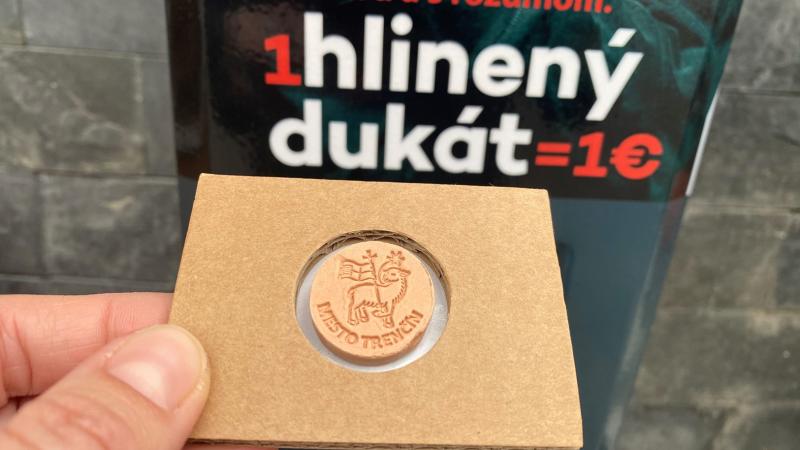 1hlinený
dukát=1€
MESTO TRENČÍN